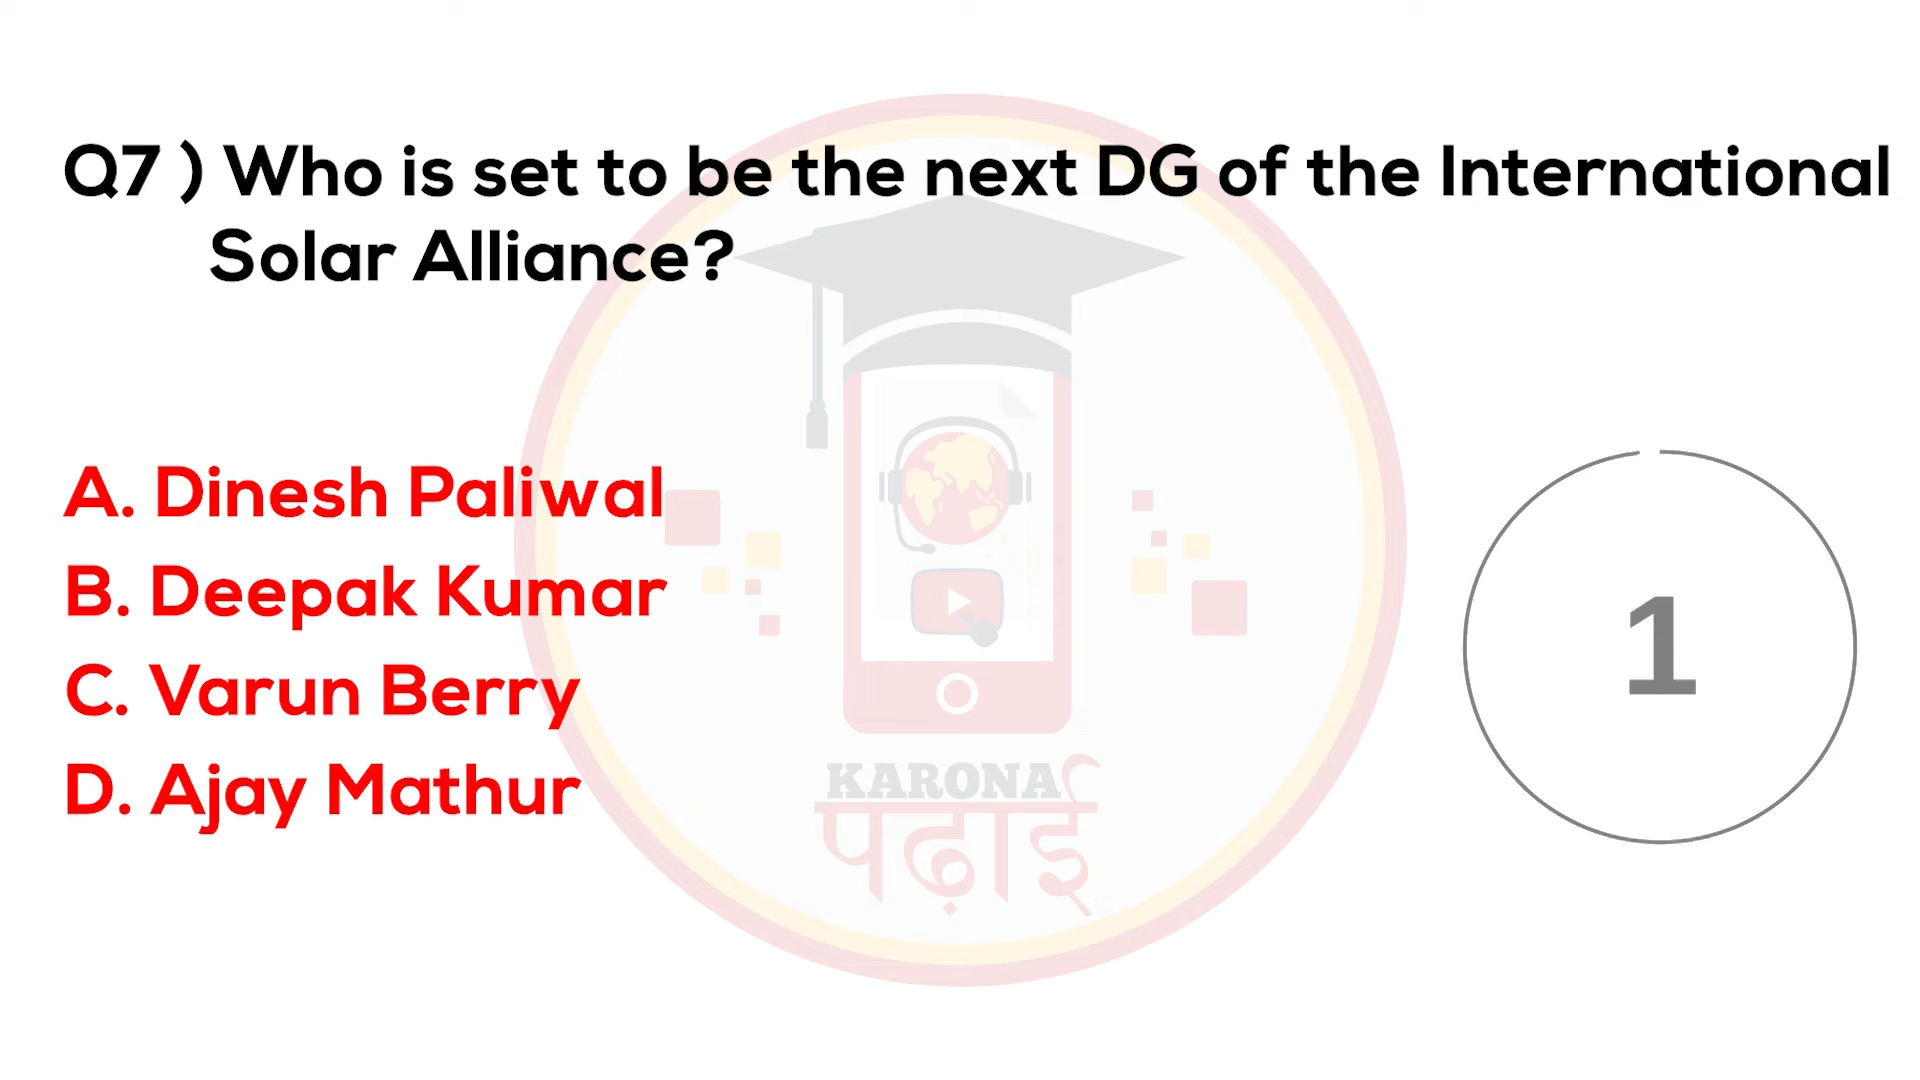 Q7 ) Who is set to be the next DG of the International
Solar Alliance?
A. Dinesh Paliwal
B. Deepak Kumar
C. Varun Berry
D. Ajay Mathur
1
KARONA
पढ़ाई